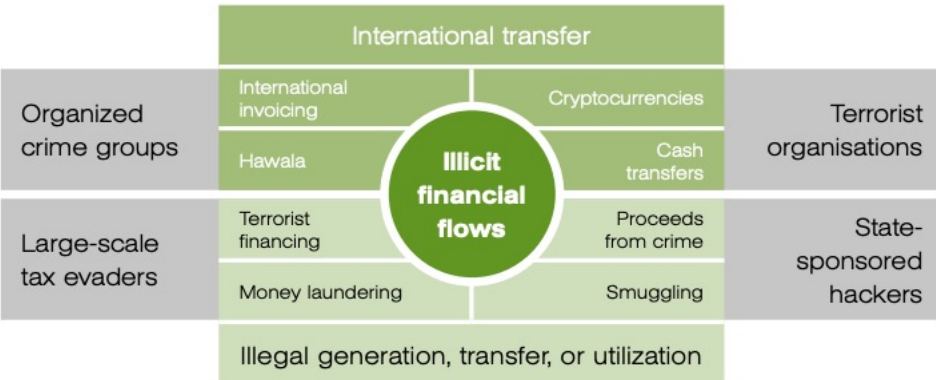 International transfer
Organized
crime groups
International
invoicing
Hawala
Cryptocurrencies
Cash
transfers
Terrorist
organisations
Illicit
financial
flows
Large-scale
tax evaders
Terrorist
financing
Money laundering
Proceeds
from crime
Smuggling
State-
sponsored
hackers
Illegal generation, transfer, or utilization